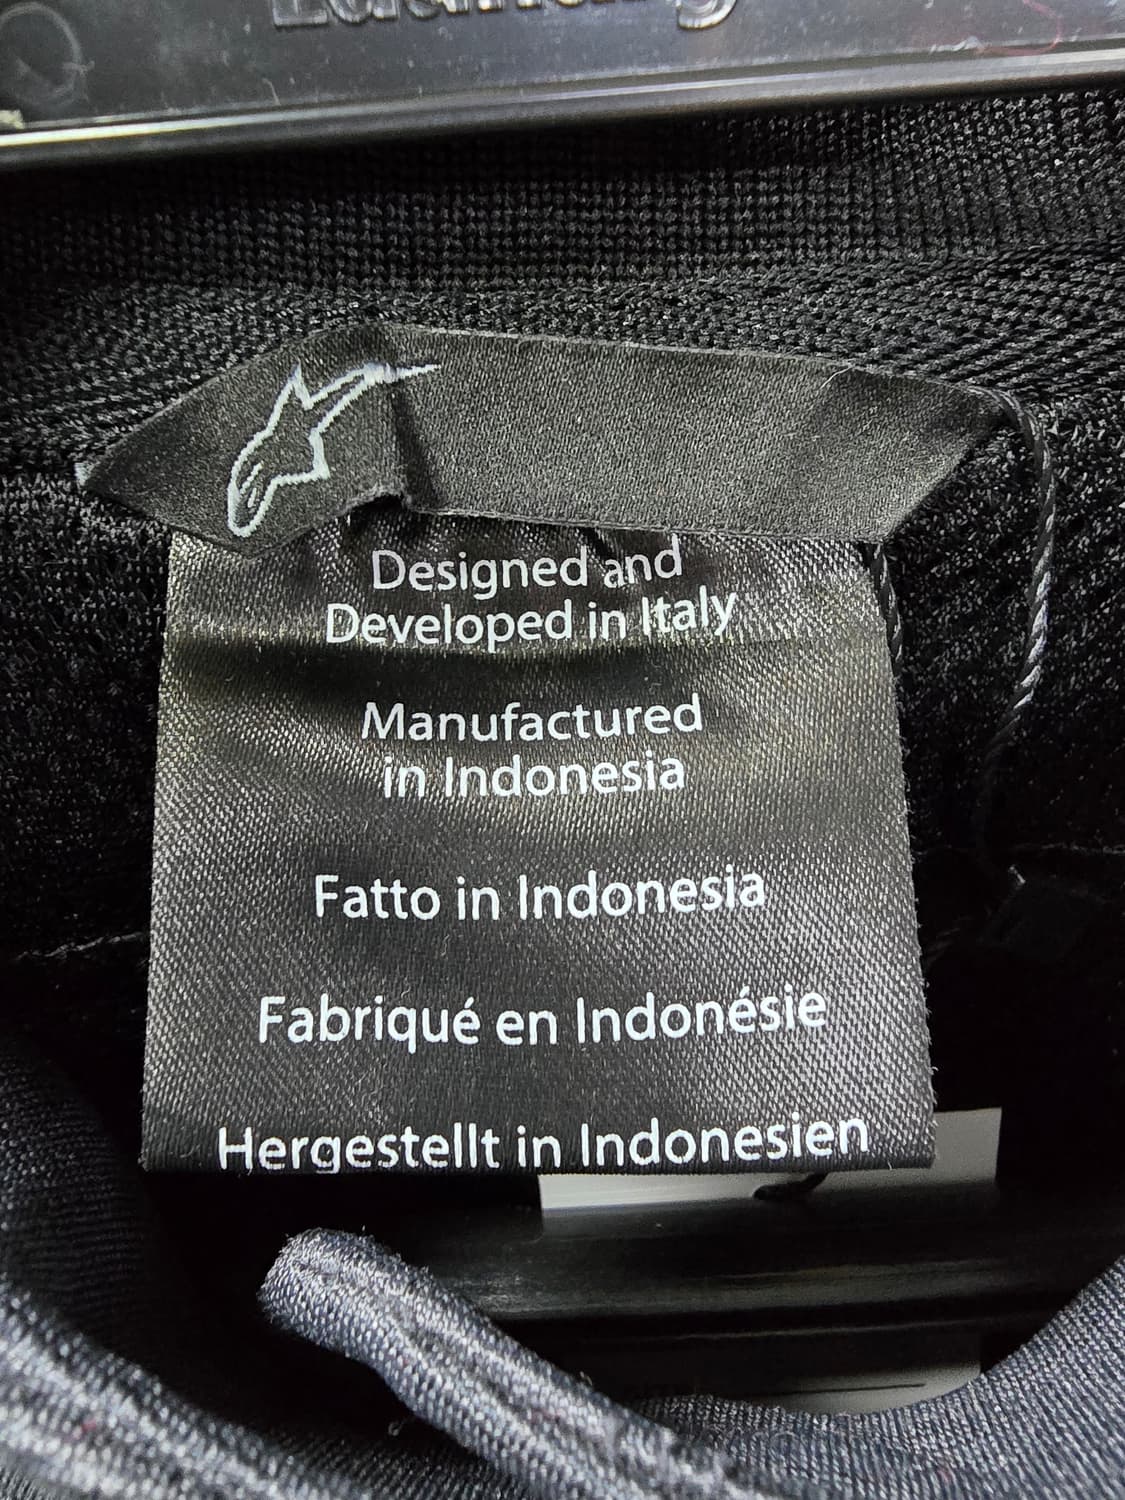 Designed and
Developed in Italy
Manufactured
in Indonesia
Fatto in Indonesia
Fabriqué en Indonésie
Hergestellt in Indonesien